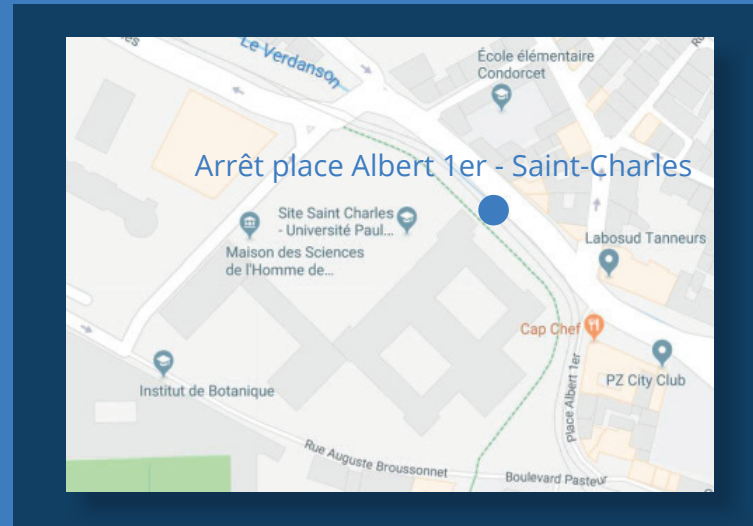 es
Le Verdanson
École élémentaire
Condorcet
Ru
Arrêt place Albert 1er - Saint-Charles
Site Saint Charles
- Université Paul...
Maison des Sciences
de l'Homme de...
Labosud Tanneurs
Cap Chef
PZ City Club
Institut de Botanique
Place Albert 1er
Rue Auguste Broussonnet
Boulevard Pasteur